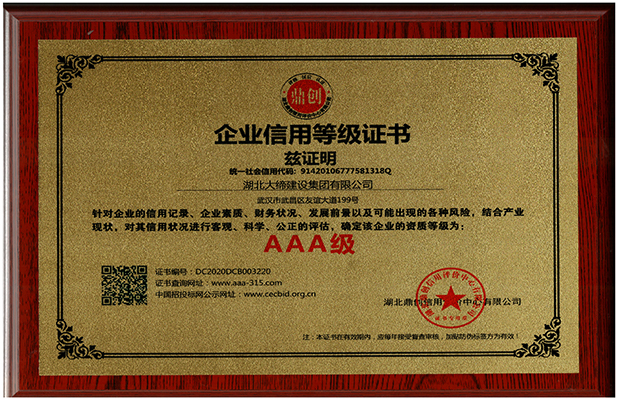 鼎创
企业信用等级证书
兹证明
统一社会信用代码：91420106777581318Q
湖北大缔建设集团有限公司
武汉市武昌区友谊大道199号
针对企业的信用记录、企业素质、财务状况、发展前景以及可能出现的各种风险，结合产业
现状，对其信用状况进行客观、科学、公正的评估，确定该企业的资质等级为：
AAA级
证书编号：DC2020DCB003220
证书查询网址：www.aaa-315.com
中国招投标网公示网址：www.cecbid.org.cn
湖北鼎创信用评价中心有限公司
注：本证书在有效期内，应每年接受复查审核，加贴防伪标签方为有效！